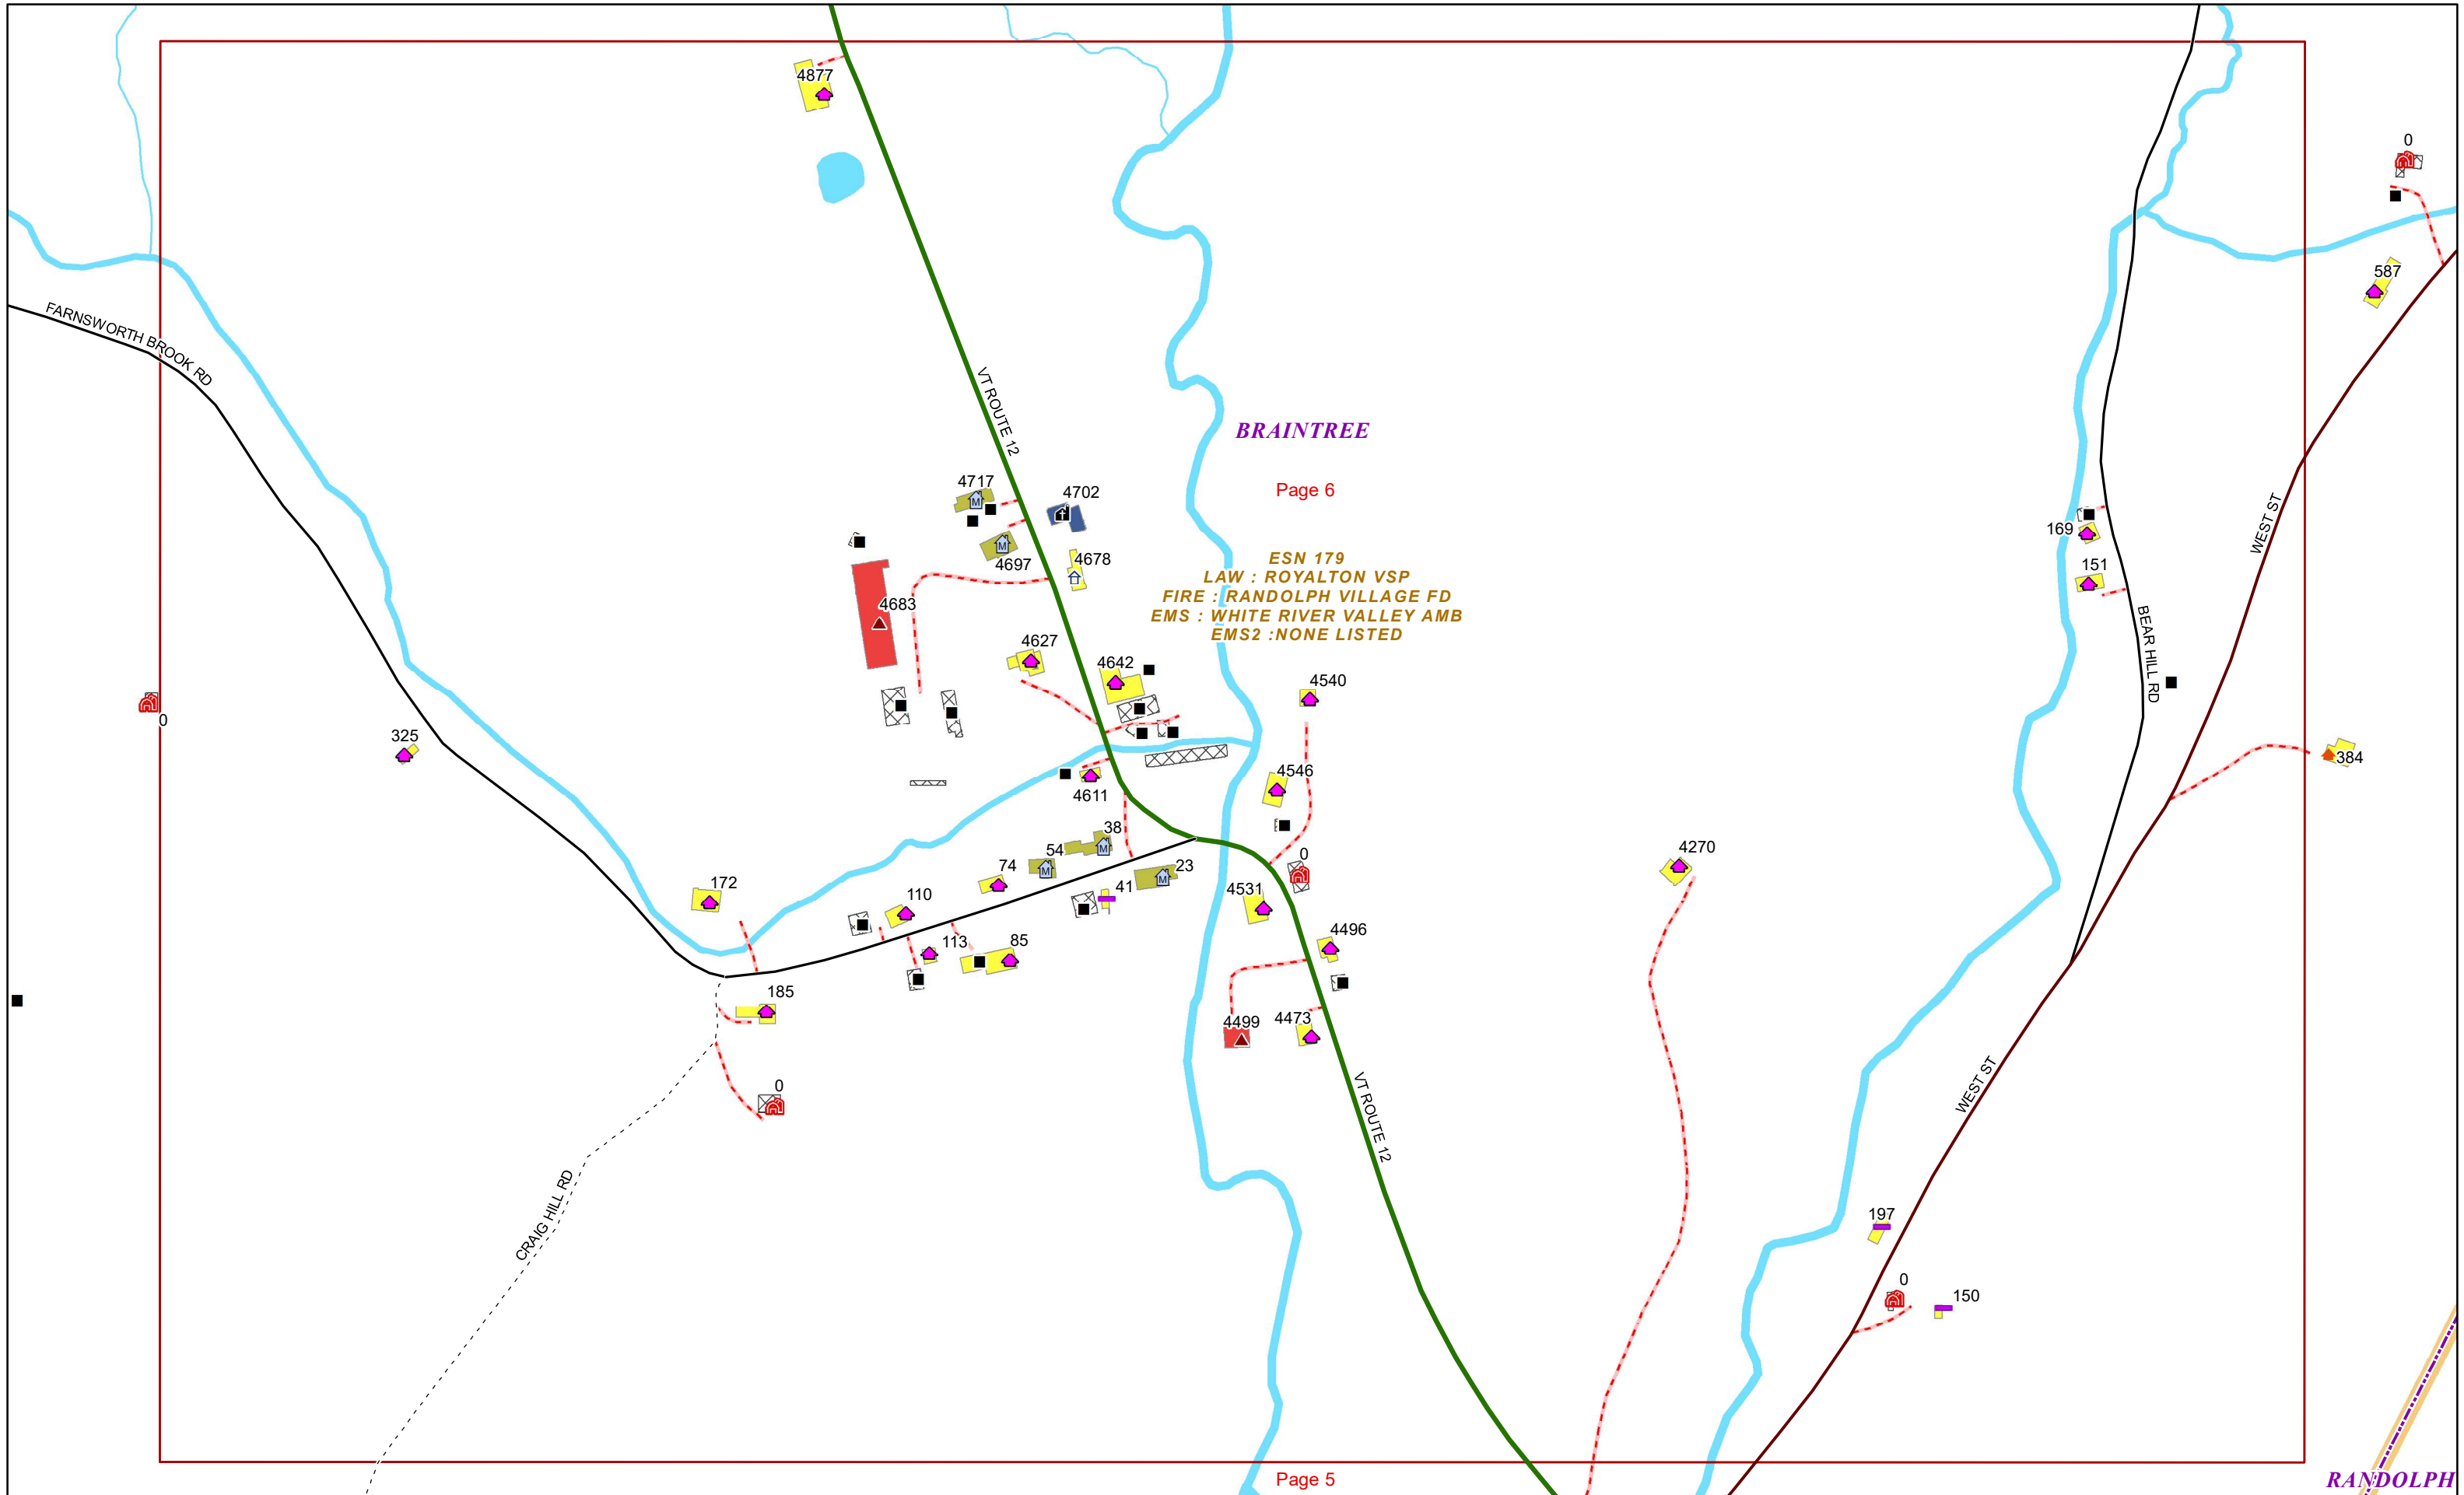 4877
0
587
FARNSWORTH BROOK RD
VT ROUTE 12
BRAINTREE
Page 6
4717
4702
4697
4678
ESN 179
LAW : ROYALTON VSP
FIRE : RANDOLPH VILLAGE FD
EMS : WHITE RIVER VALLEY AMB
EMS2 :NONE LISTED
WEST ST
169
151
BEAR HILL RD
4683
4627
4642
4540
0
325
384
4546
4611
38
54
74
23
0
4270
172
110
41
4531
113
85
4496
185
4499
4473
0
VT ROUTE 12
WEST ST
CRAIG HILL RD
197
0
150
Page 5
RANDOLPH
M
M
M
M
M